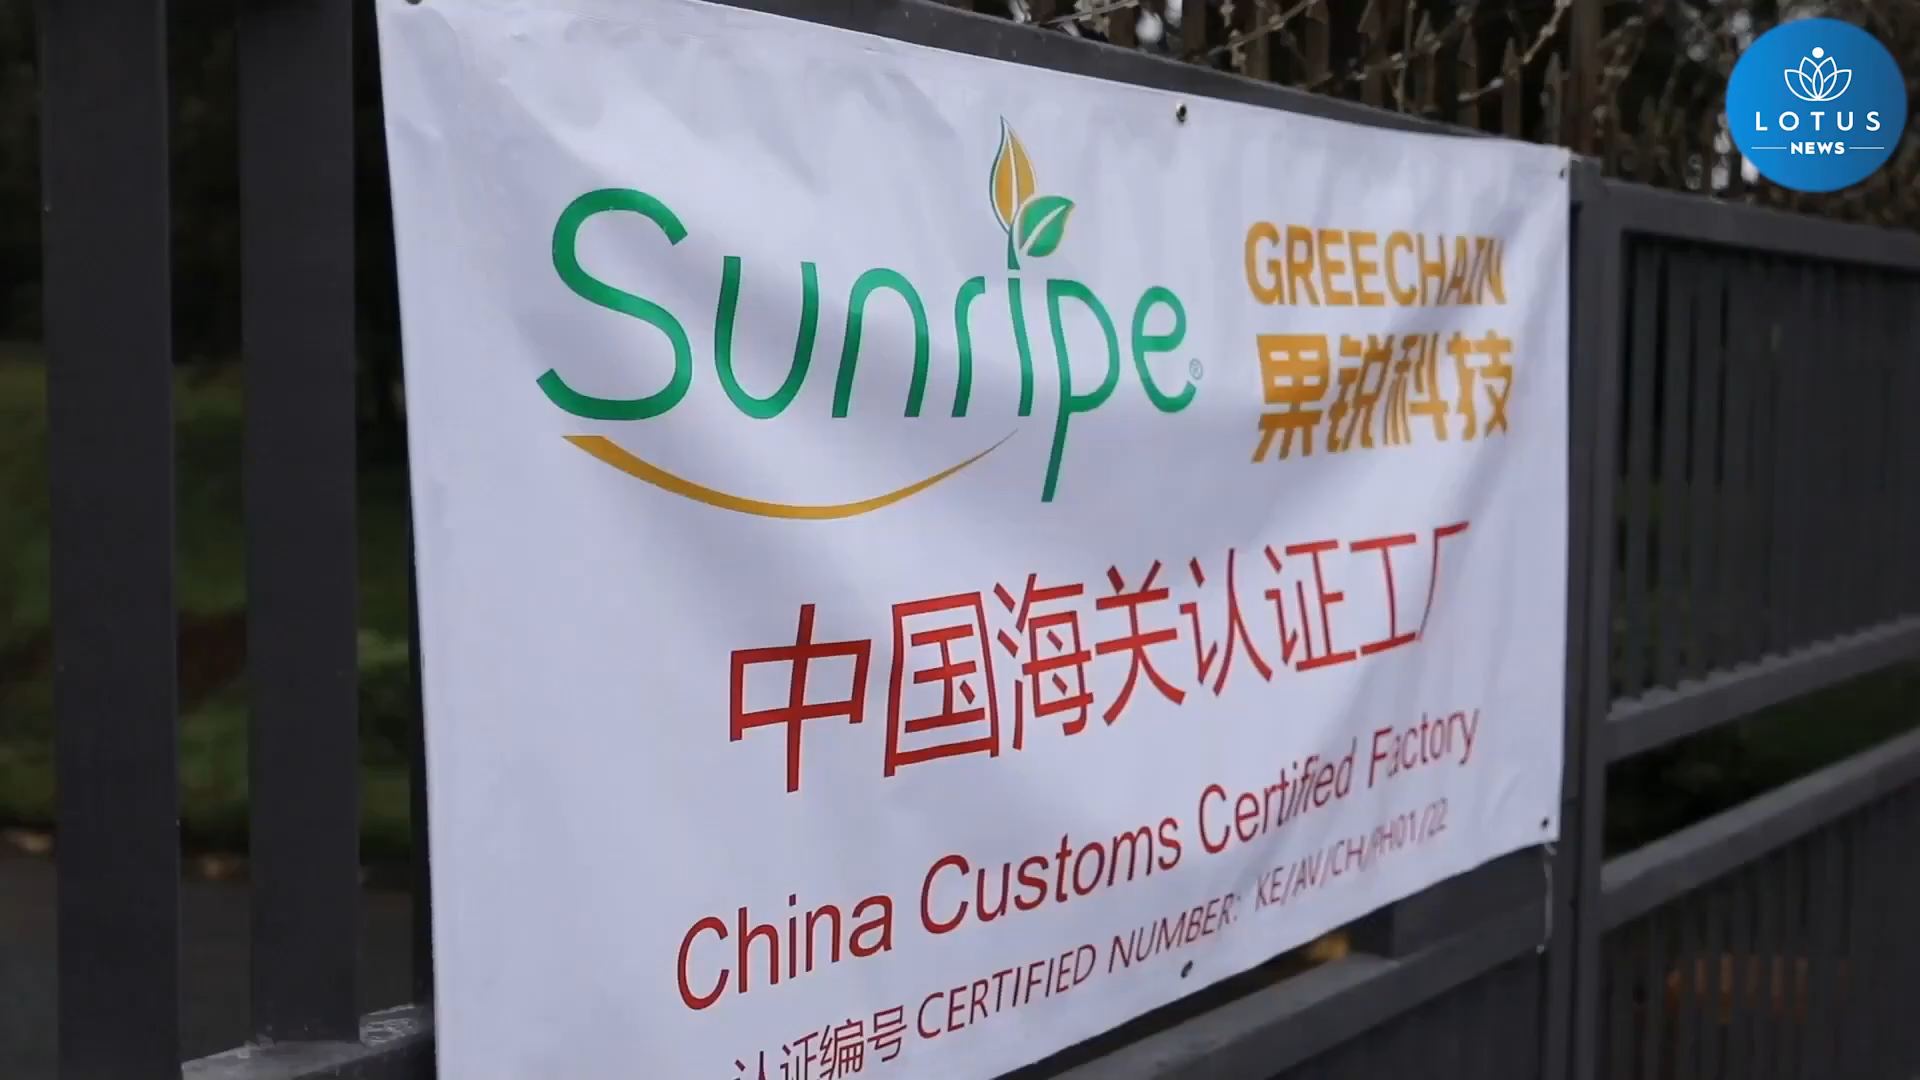 LOTUS
NEWS
Sunripe®
GREECHAIN
果锐科技
中国海关认证工厂
China Customs Certified Factory
认证编号 CERTIFIED NUMBER: KE/AV/CH/PH01/22